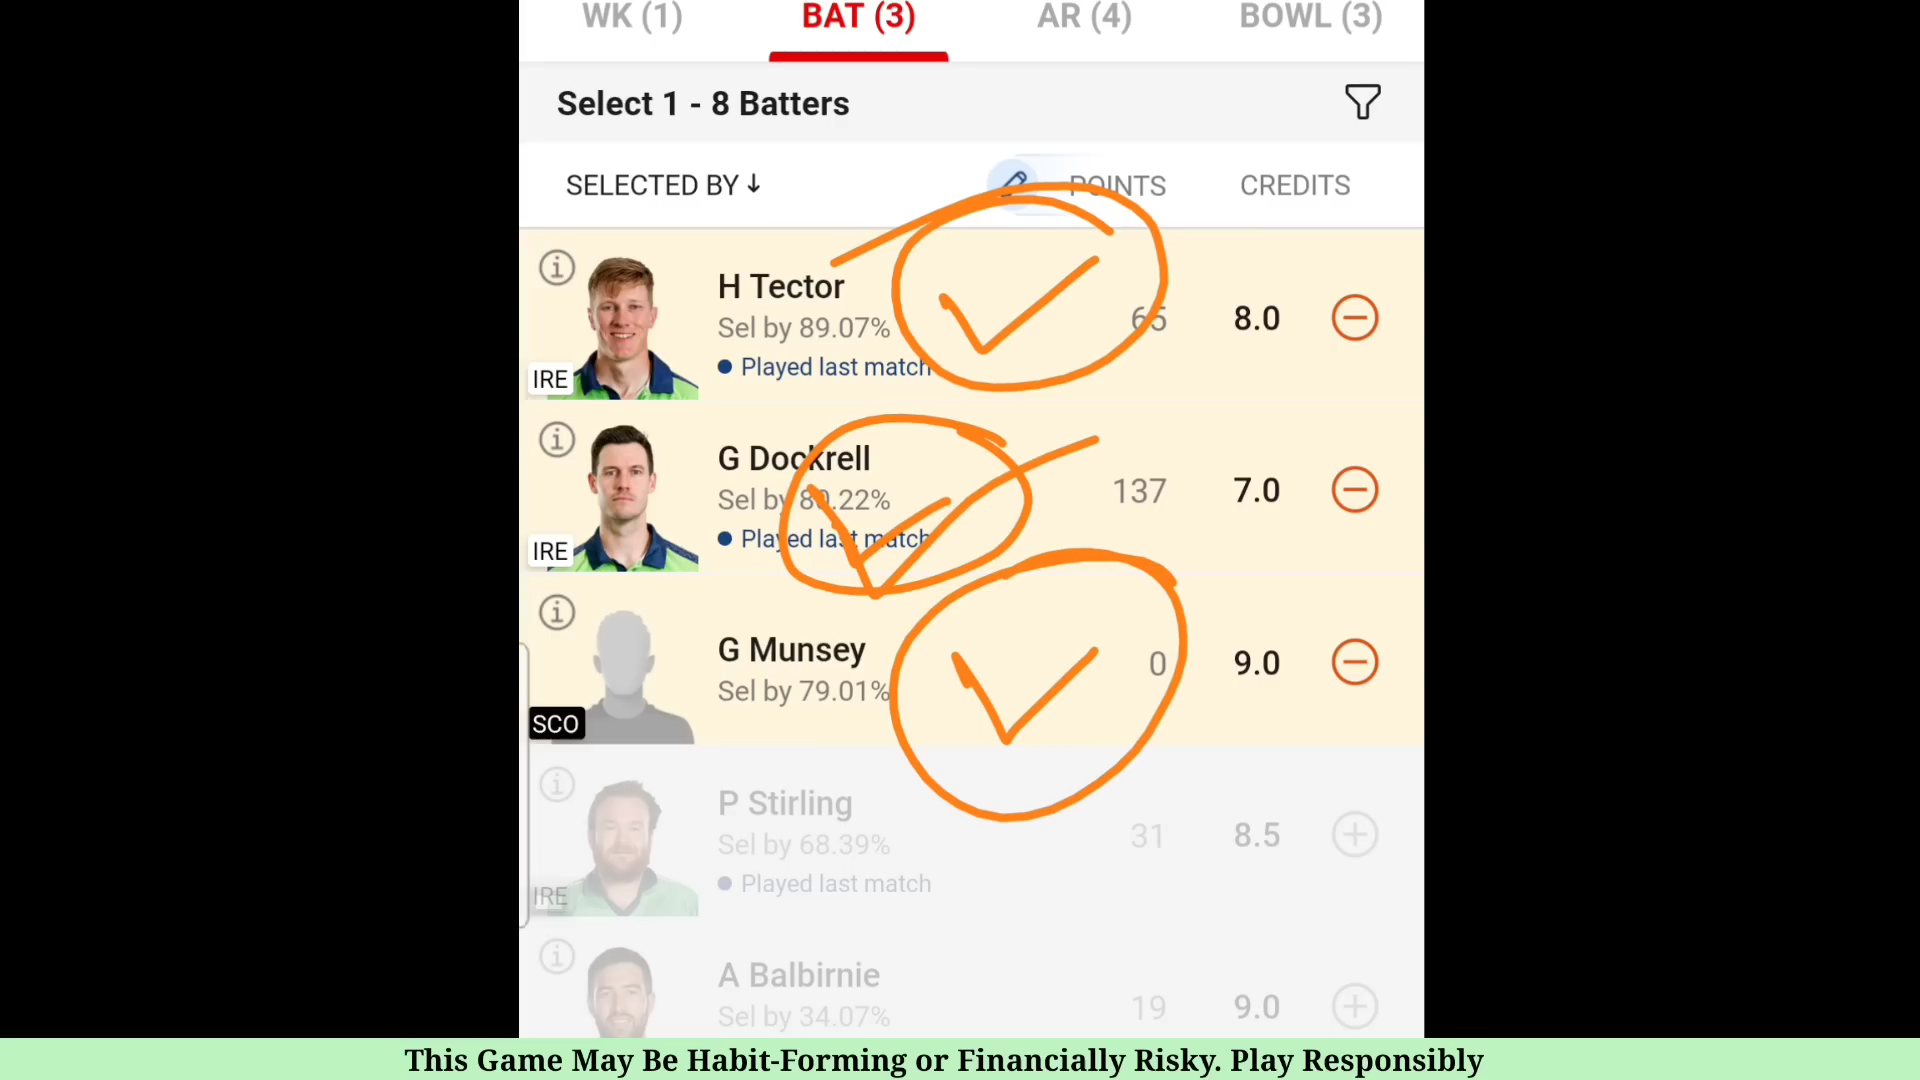 WK (1) BAT (3) AR (4) BOWL (3)
Select 1 - 8 Batters
SELECTED BY ↓ POINTS CREDITS
H Tector
Sel by 89.07% 65 8.0
Played last match
IRE
G Dockrell
Sel by 80.22% 137 7.0
Played last match
IRE
G Munsey 0 9.0
Sel by 79.01%
SCO
P Stirling
Sel by 68.39% 31 8.5
Played last match
IRE
A Balbirnie
Sel by 34.07% 19 9.0
This Game May Be Habit-Forming or Financially Risky. Play Responsibly